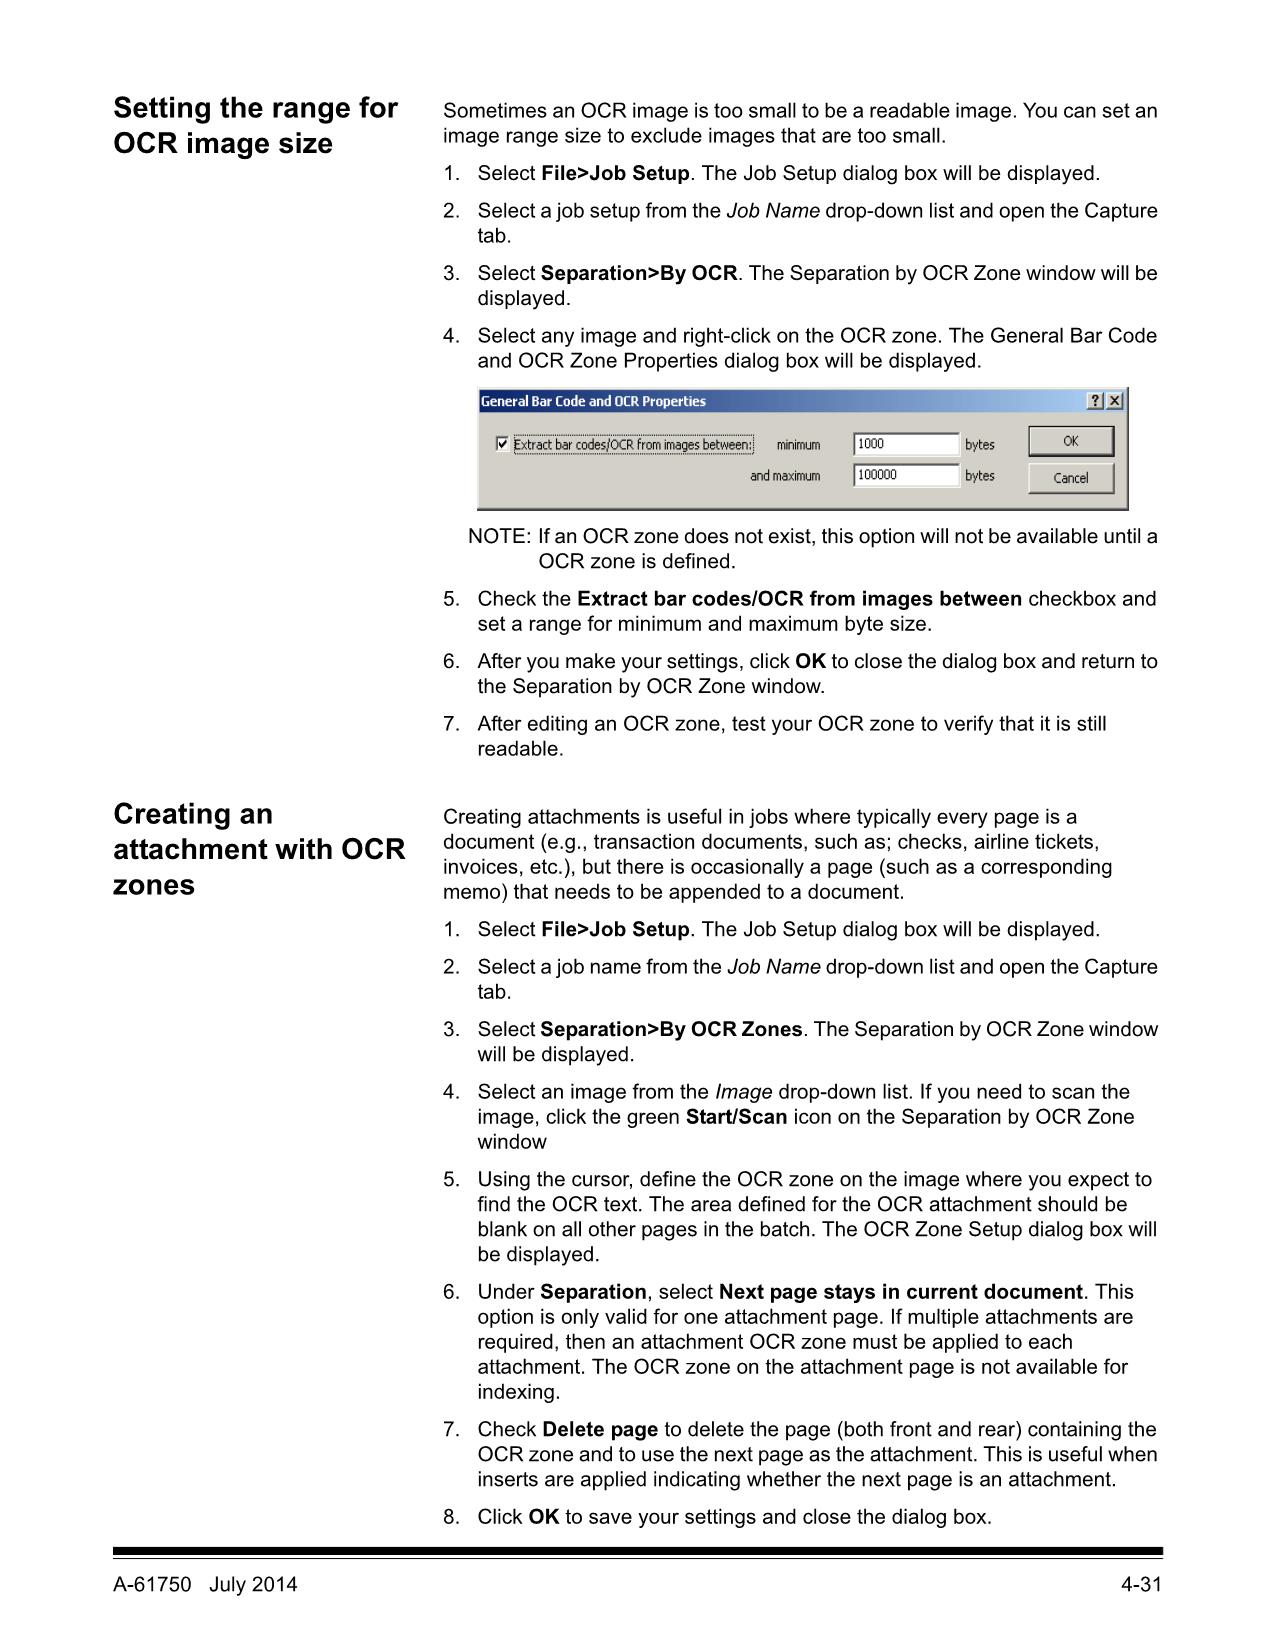 Setting the range for
OCR image size
Sometimes an OCR image is too small to be a readable image. You can set an
image range size to exclude images that are too small.
1. Select File>Job Setup. The Job Setup dialog box will be displayed.
2. Select a job setup from the Job Name drop-down list and open the Capture
tab.
3. Select Separation>By OCR. The Separation by OCR Zone window will be
displayed.
4. Select any image and right-click on the OCR zone. The General Bar Code
and OCR Zone Properties dialog box will be displayed.
General Bar Code and OCR Properties
Extract bar codes/OCR from images between: minimum 1000 bytes OK
and maximum 100000 bytes Cancel
NOTE: If an OCR zone does not exist, this option will not be available until a
OCR zone is defined.
5. Check the Extract bar codes/OCR from images between checkbox and
set a range for minimum and maximum byte size.
6. After you make your settings, click OK to close the dialog box and return to
the Separation by OCR Zone window.
7. After editing an OCR zone, test your OCR zone to verify that it is still
readable.
Creating an
attachment with OCR
zones
Creating attachments is useful in jobs where typically every page is a
document (e.g., transaction documents, such as; checks, airline tickets,
invoices, etc.), but there is occasionally a page (such as a corresponding
memo) that needs to be appended to a document.
1. Select File>Job Setup. The Job Setup dialog box will be displayed.
2. Select a job name from the Job Name drop-down list and open the Capture
tab.
3. Select Separation>By OCR Zones. The Separation by OCR Zone window
will be displayed.
4. Select an image from the Image drop-down list. If you need to scan the
image, click the green Start/Scan icon on the Separation by OCR Zone
window
5. Using the cursor, define the OCR zone on the image where you expect to
find the OCR text. The area defined for the OCR attachment should be
blank on all other pages in the batch. The OCR Zone Setup dialog box will
be displayed.
6. Under Separation, select Next page stays in current document. This
option is only valid for one attachment page. If multiple attachments are
required, then an attachment OCR zone must be applied to each
attachment. The OCR zone on the attachment page is not available for
indexing.
7. Check Delete page to delete the page (both front and rear) containing the
OCR zone and to use the next page as the attachment. This is useful when
inserts are applied indicating whether the next page is an attachment.
8. Click OK to save your settings and close the dialog box.
A-61750 July 2014 4-31